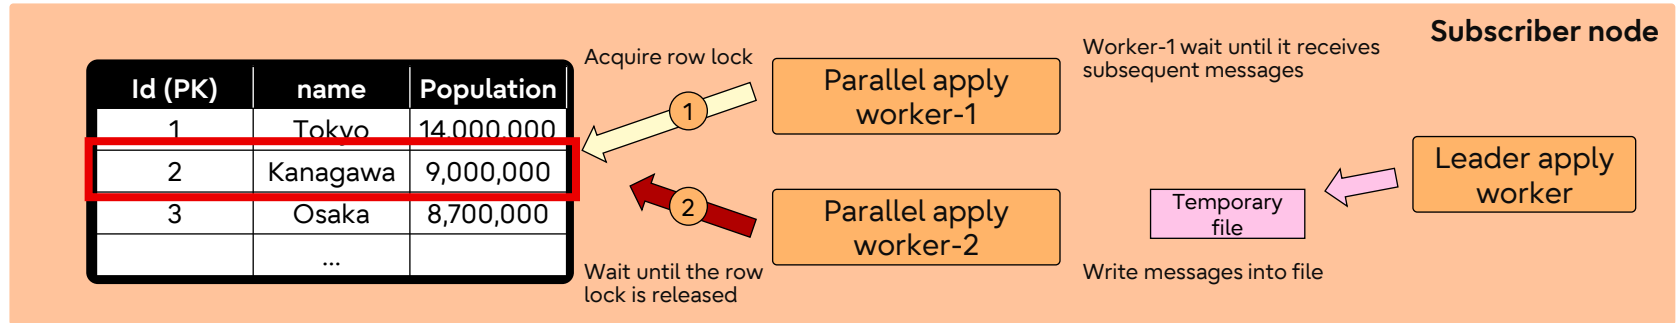 Subscriber node
Id (PK) name Population
1 Tokyo 14,000,000
2 Kanagawa 9,000,000
3 Osaka 8,700,000
...
Acquire row lock
1
2
Wait until the row
lock is released
Parallel apply
worker-1
Parallel apply
worker-2
Worker-1 wait until it receives
subsequent messages
Temporary
file
Write messages into file
Leader apply
worker